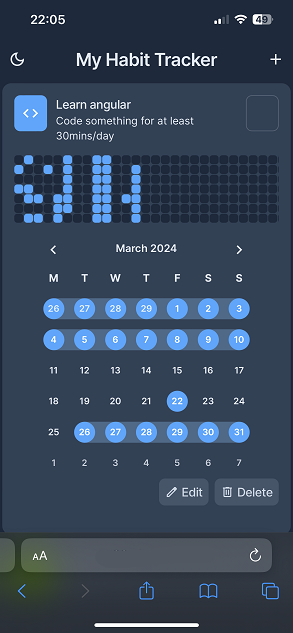 22:05
49
My Habit Tracker
+
<> Learn angular
Code something for at least
30mins/day
March 2024
M T W T F S S
26 27 28 29 1 2 3
4 5 6 7 8 9 10
11 12 13 14 15 16 17
18 19 20 21 22 23 24
25 26 27 28 29 30 31
1 2 3 4 5 6 7
Edit Delete
AA